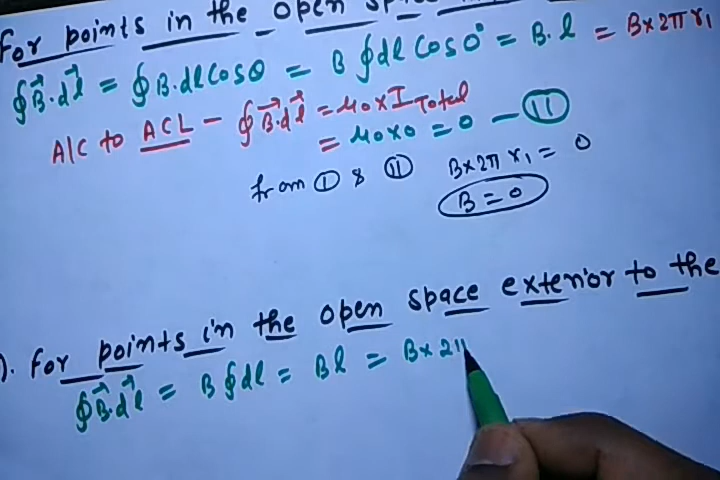 For points in the open
∮B⃗.dl⃗ = ∮B.dl Cosθ = B ∮dl Cos0° = B.l = B×2πr₁
A/C to ACL - ∮B⃗.dl⃗ = μ0×I Total
= μ0×0 = 0 — (II)
from (I) & (II) B×2πr₁ = 0
B = 0
). For points in the open space exterior to the
∮B⃗.dl⃗ = B∮dl = Bl = B×2π